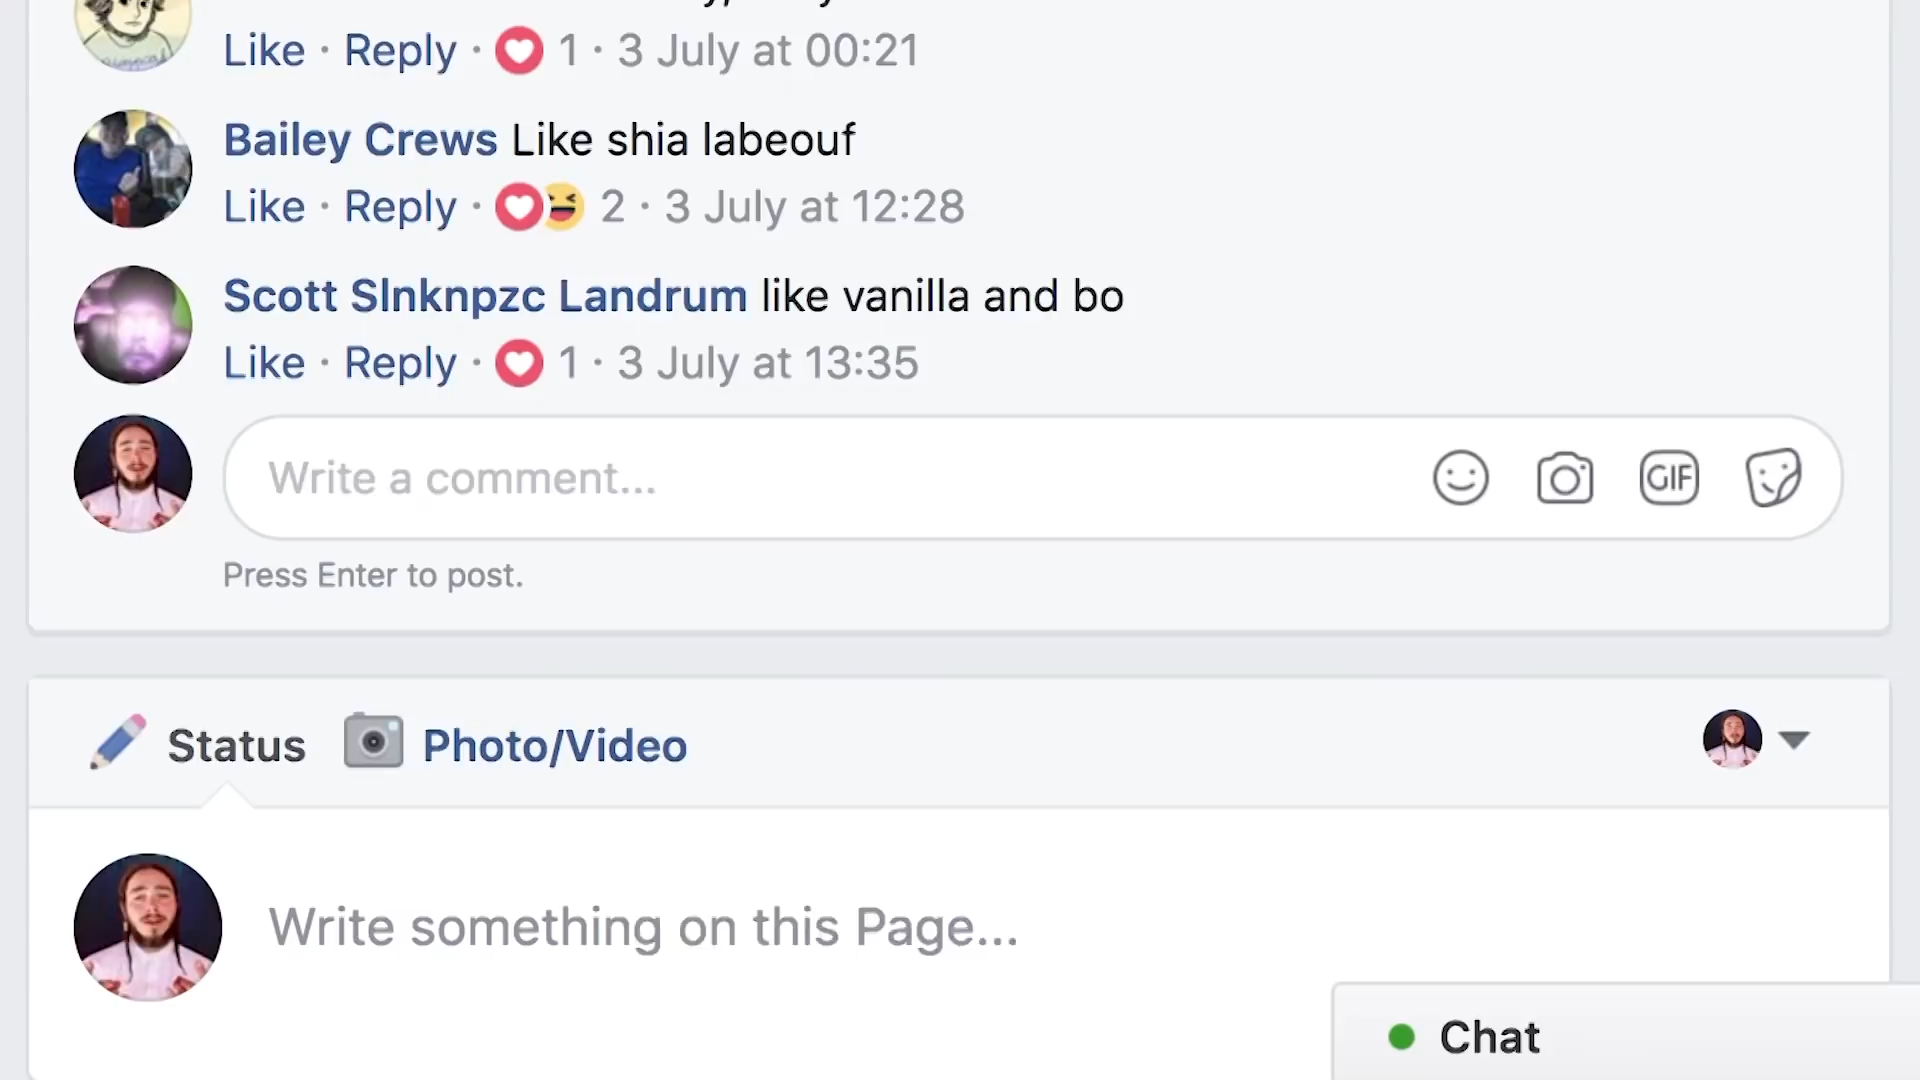 Like · Reply · 1 · 3 July at 00:21
Bailey Crews Like shia labeouf
Like · Reply · 2 · 3 July at 12:28
Scott Slnknpzc Landrum like vanilla and bo
Like · Reply · 1 · 3 July at 13:35
Write a comment...
GIF
Press Enter to post.
Status Photo/Video
Write something on this Page...
Chat